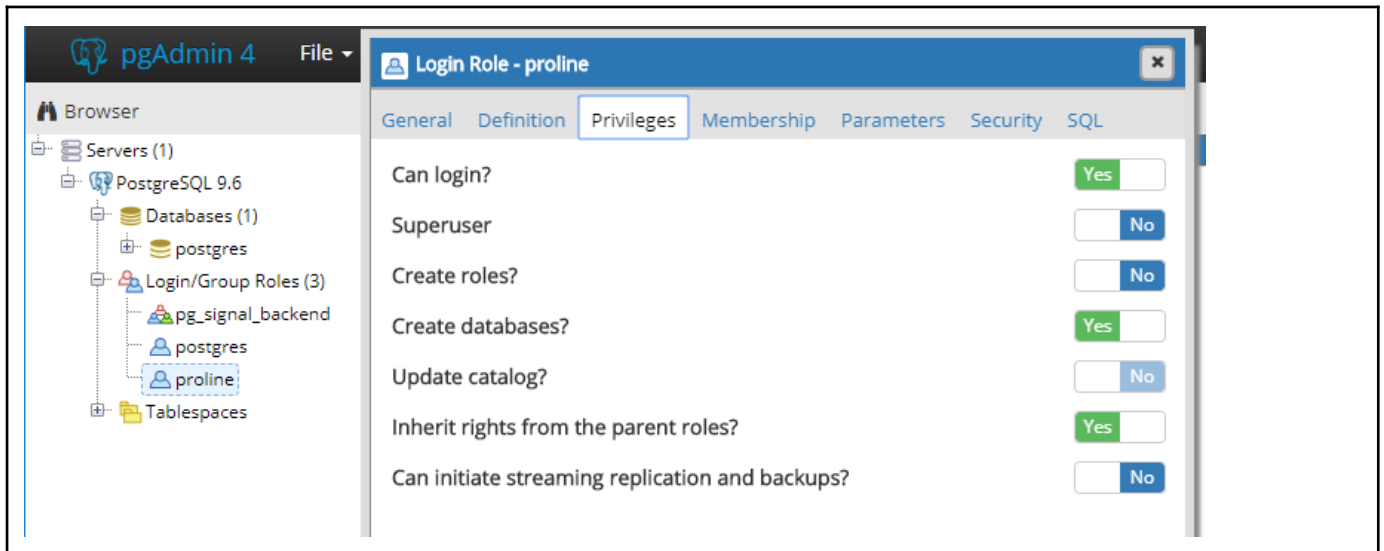 pgAdmin 4 File
Login Role - proline
Browser
General Definition Privileges Membership Parameters Security SQL
Servers (1)
PostgreSQL 9.6
Databases (1)
postgres
Login/Group Roles (3)
pg_signal_backend
postgres
proline
Tablespaces
Can login? Yes
Superuser No
Create roles? No
Create databases? Yes
Update catalog? No
Inherit rights from the parent roles? Yes
Can initiate streaming replication and backups? No